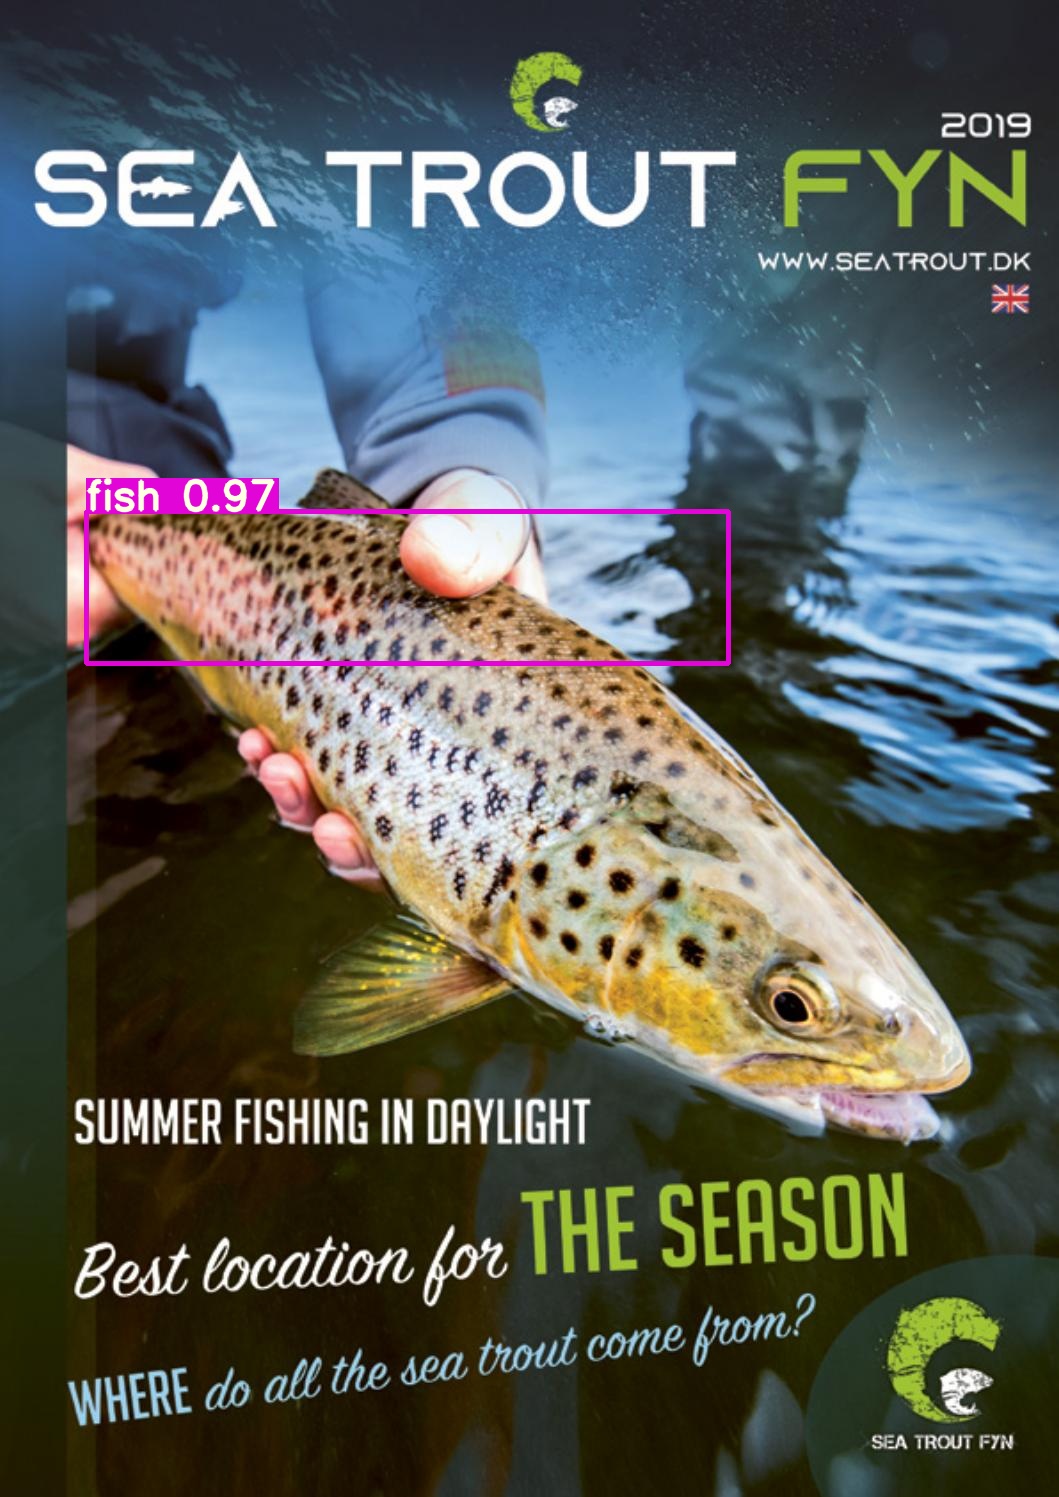 2019
SEA TROUT FYN
WWW.SEATROUT.DK
fish 0.97
SUMMER FISHING IN DAYLIGHT
Best location for THE SEASON
WHERE do all the sea trout come from?
SEA TROUT FYN